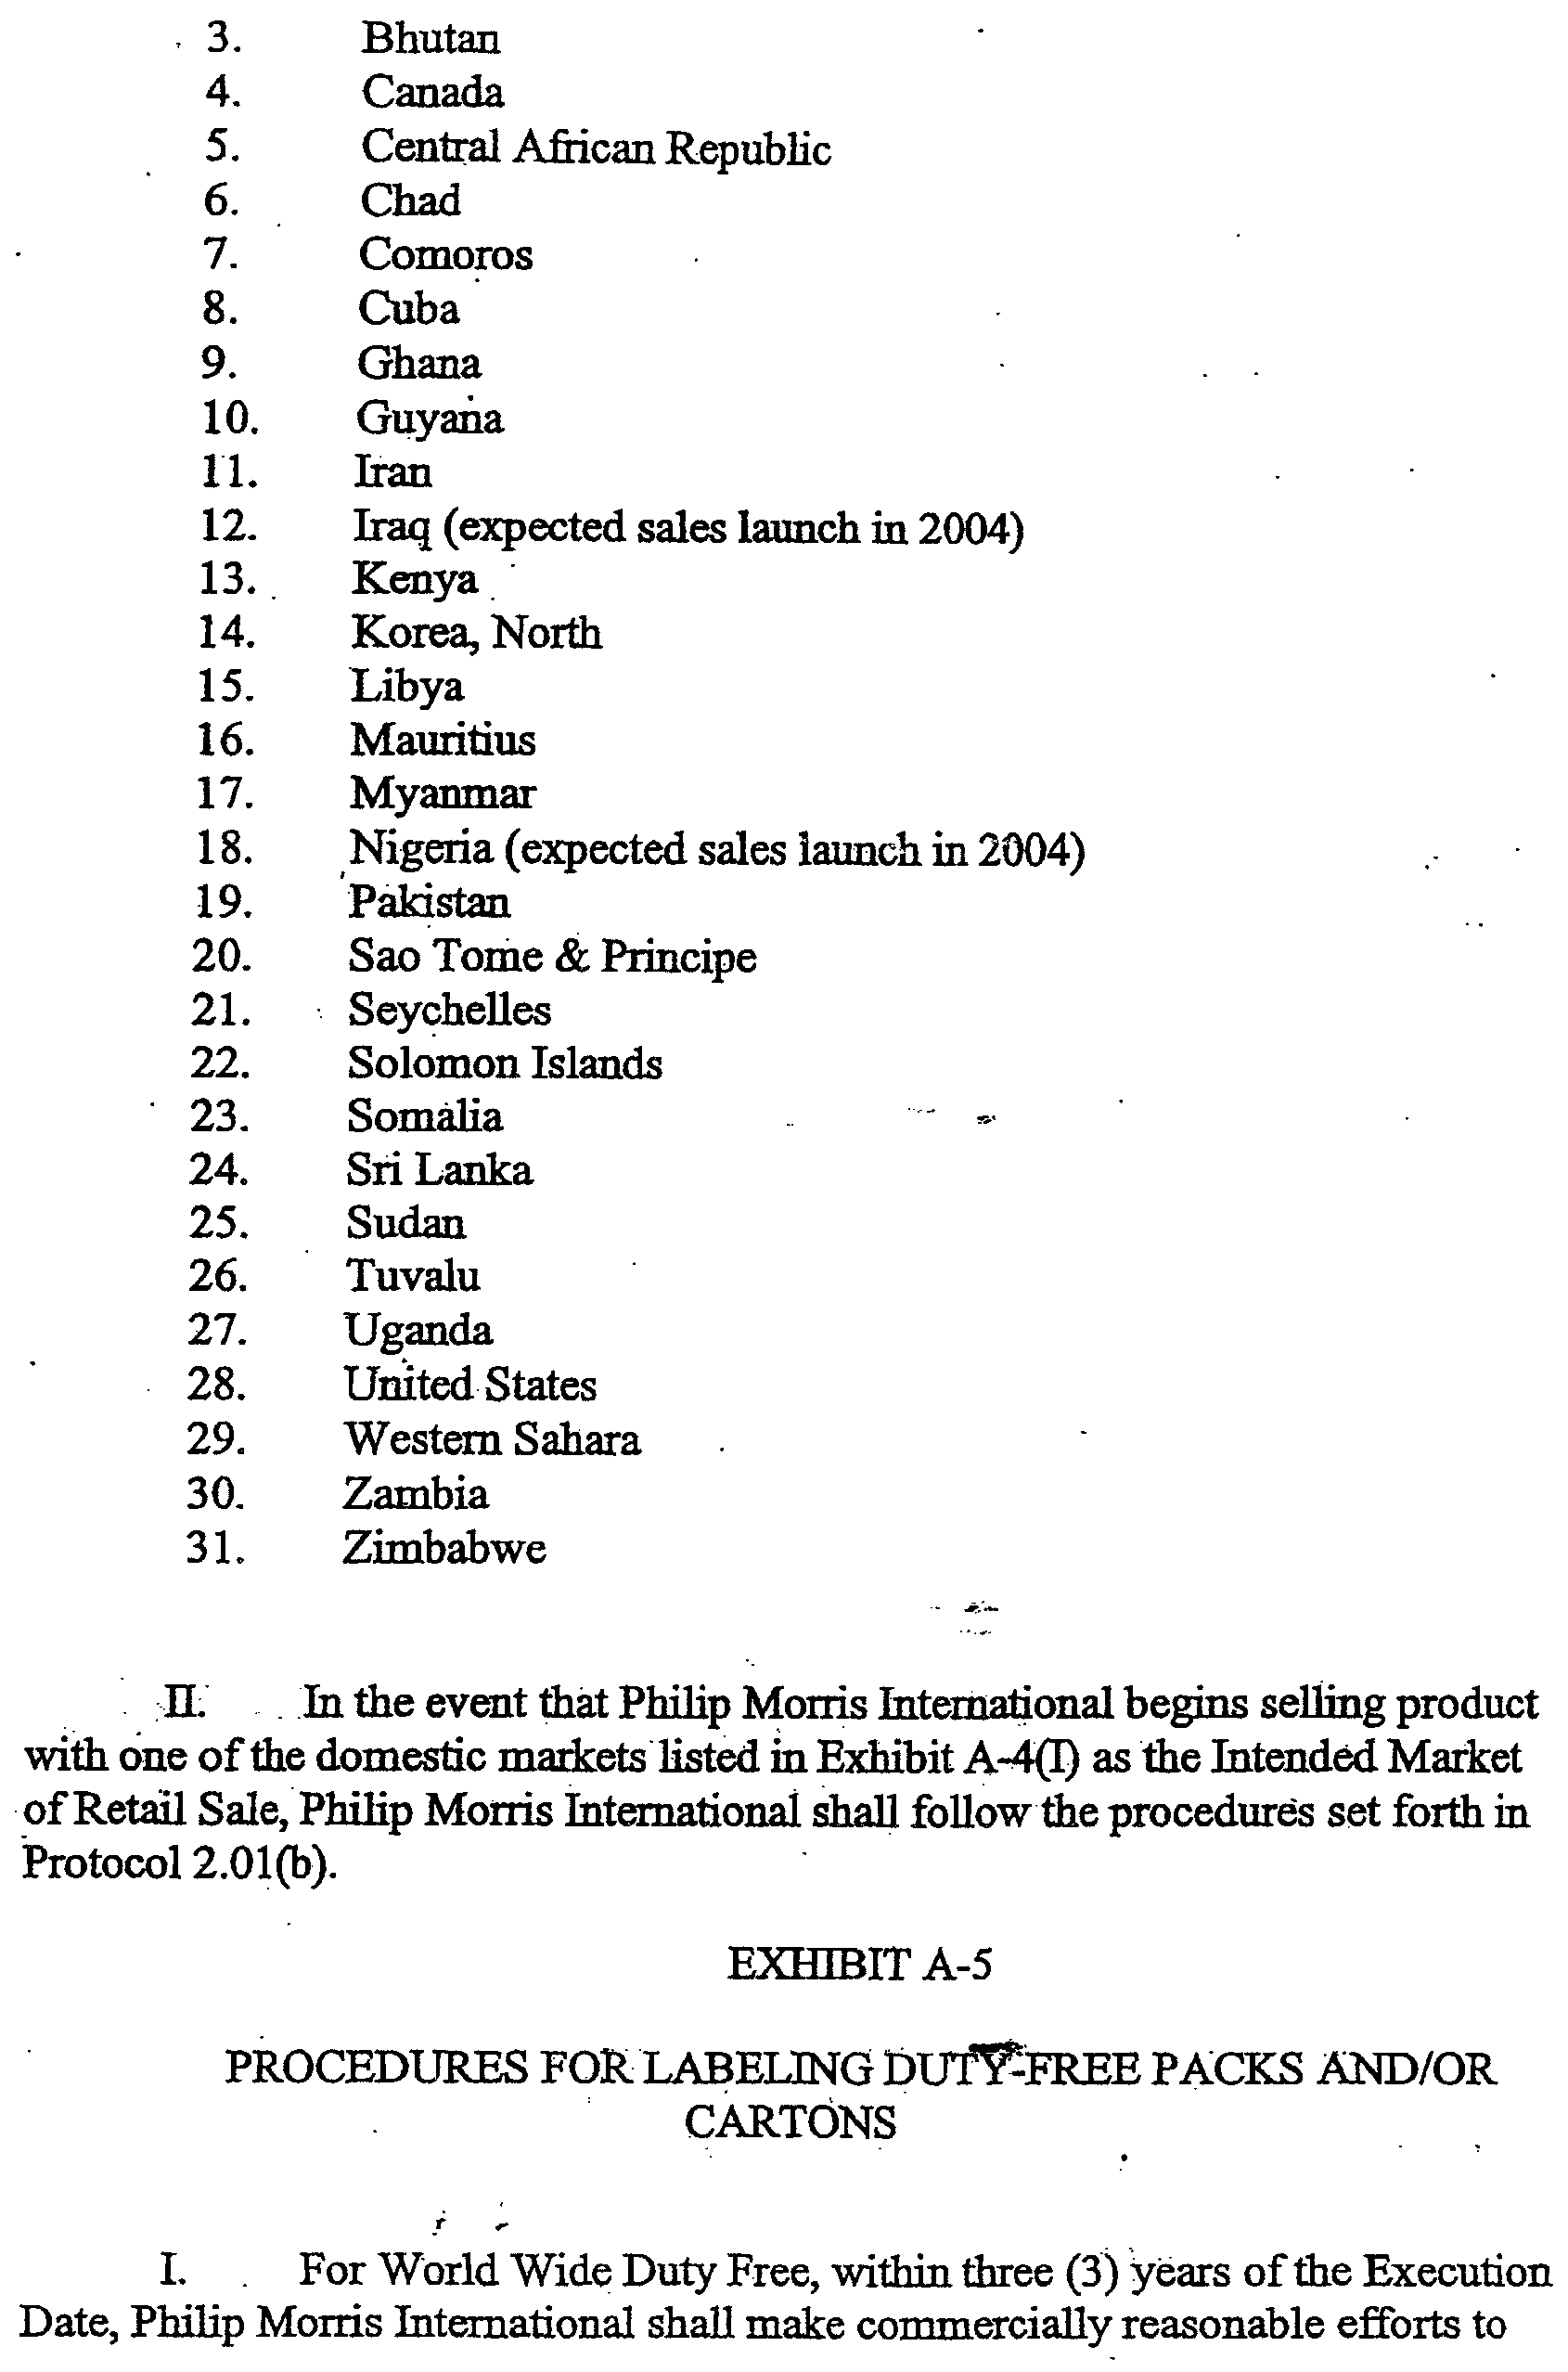 3. Bhutan
4. Canada
5. Central African Republic
6. Chad
7. Comoros
8. Cuba
9. Ghana
10. Guyana
11. Iran
12. Iraq (expected sales launch in 2004)
13. Kenya
14. Korea, North
15. Libya
16. Mauritius
17. Myanmar
18. Nigeria (expected sales launch in 2004)
19. Pakistan
20. Sao Tome & Principe
21. Seychelles
22. Solomon Islands
23. Somalia
24. Sri Lanka
25. Sudan
26. Tuvalu
27. Uganda
28. United States
29. Western Sahara
30. Zambia
31. Zimbabwe
II. In the event that Philip Morris International begins selling product
with one of the domestic markets listed in Exhibit A-4(I) as the Intended Market
of Retail Sale, Philip Morris International shall follow the procedures set forth in
Protocol 2.01(b).
EXHIBIT A-5
PROCEDURES FOR LABELING DUTY-FREE PACKS AND/OR
CARTONS
I. For World Wide Duty Free, within three (3) years of the Execution
Date, Philip Morris International shall make commercially reasonable efforts to